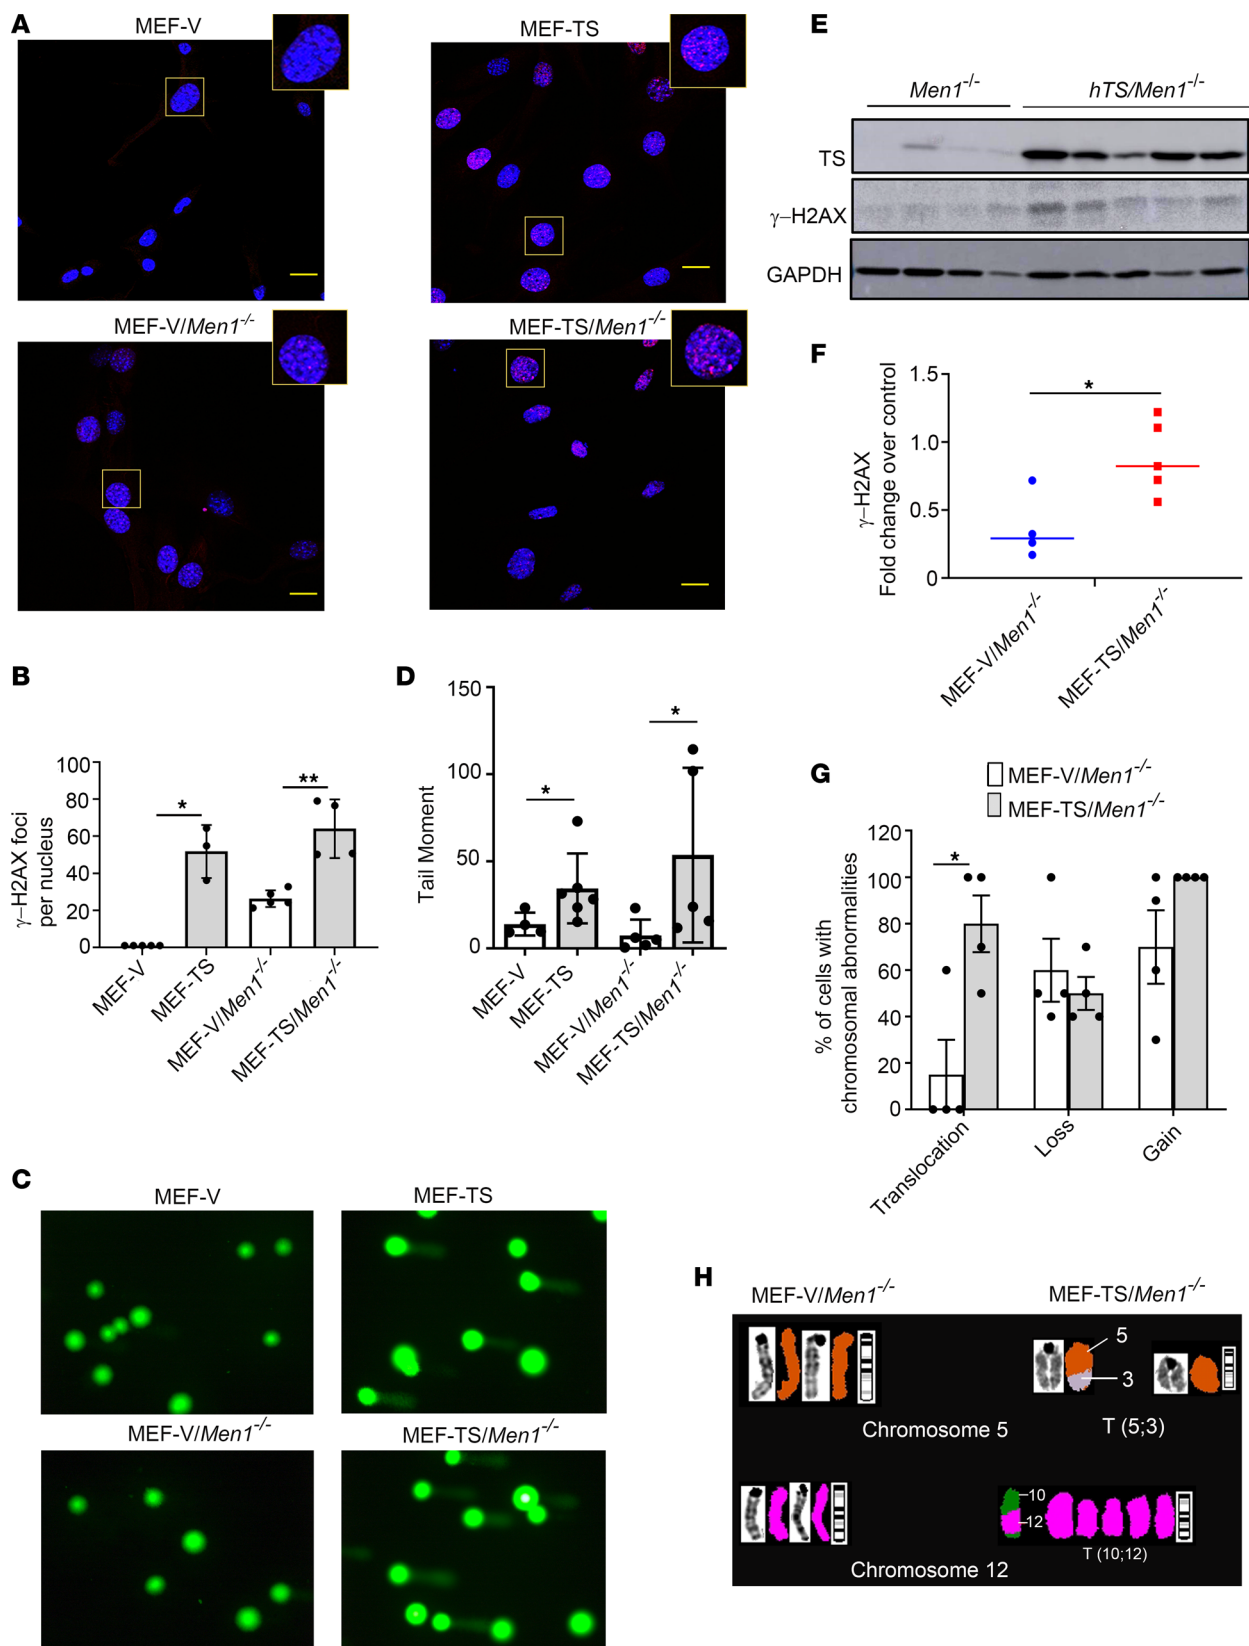 A
MEF-V
MEF-TS
MEF-V/Men1-/-
MEF-TS/Men1-/-
B
γ–H2AX foci
per nucleus
100
80
60
40
20
0
*
**
MEF-V
MEF-TS
MEF-V/Men1-/-
MEF-TS/Men1-/-
C
MEF-V
MEF-TS
MEF-V/Men1-/-
MEF-TS/Men1-/-
D
Tail Moment
150
100
50
0
*
*
MEF-V
MEF-TS
MEF-V/Men1-/-
MEF-TS/Men1-/-
E
Men1-/-
hTS/Men1-/-
TS
γ–H2AX
GAPDH
F
γ–H2AX
Fold change over control
1.5
1.0
0.5
0
*
MEF-V/Men1-/-
MEF-TS/Men1-/-
G
MEF-V/Men1-/-
MEF-TS/Men1-/-
% of cells with
chromosomal abnormalities
120
100
80
60
40
20
0
*
Translocation
Loss
Gain
H
MEF-V/Men1-/-
MEF-TS/Men1-/-
5
3
Chromosome 5
T (5;3)
10
12
T (10;12)
Chromosome 12